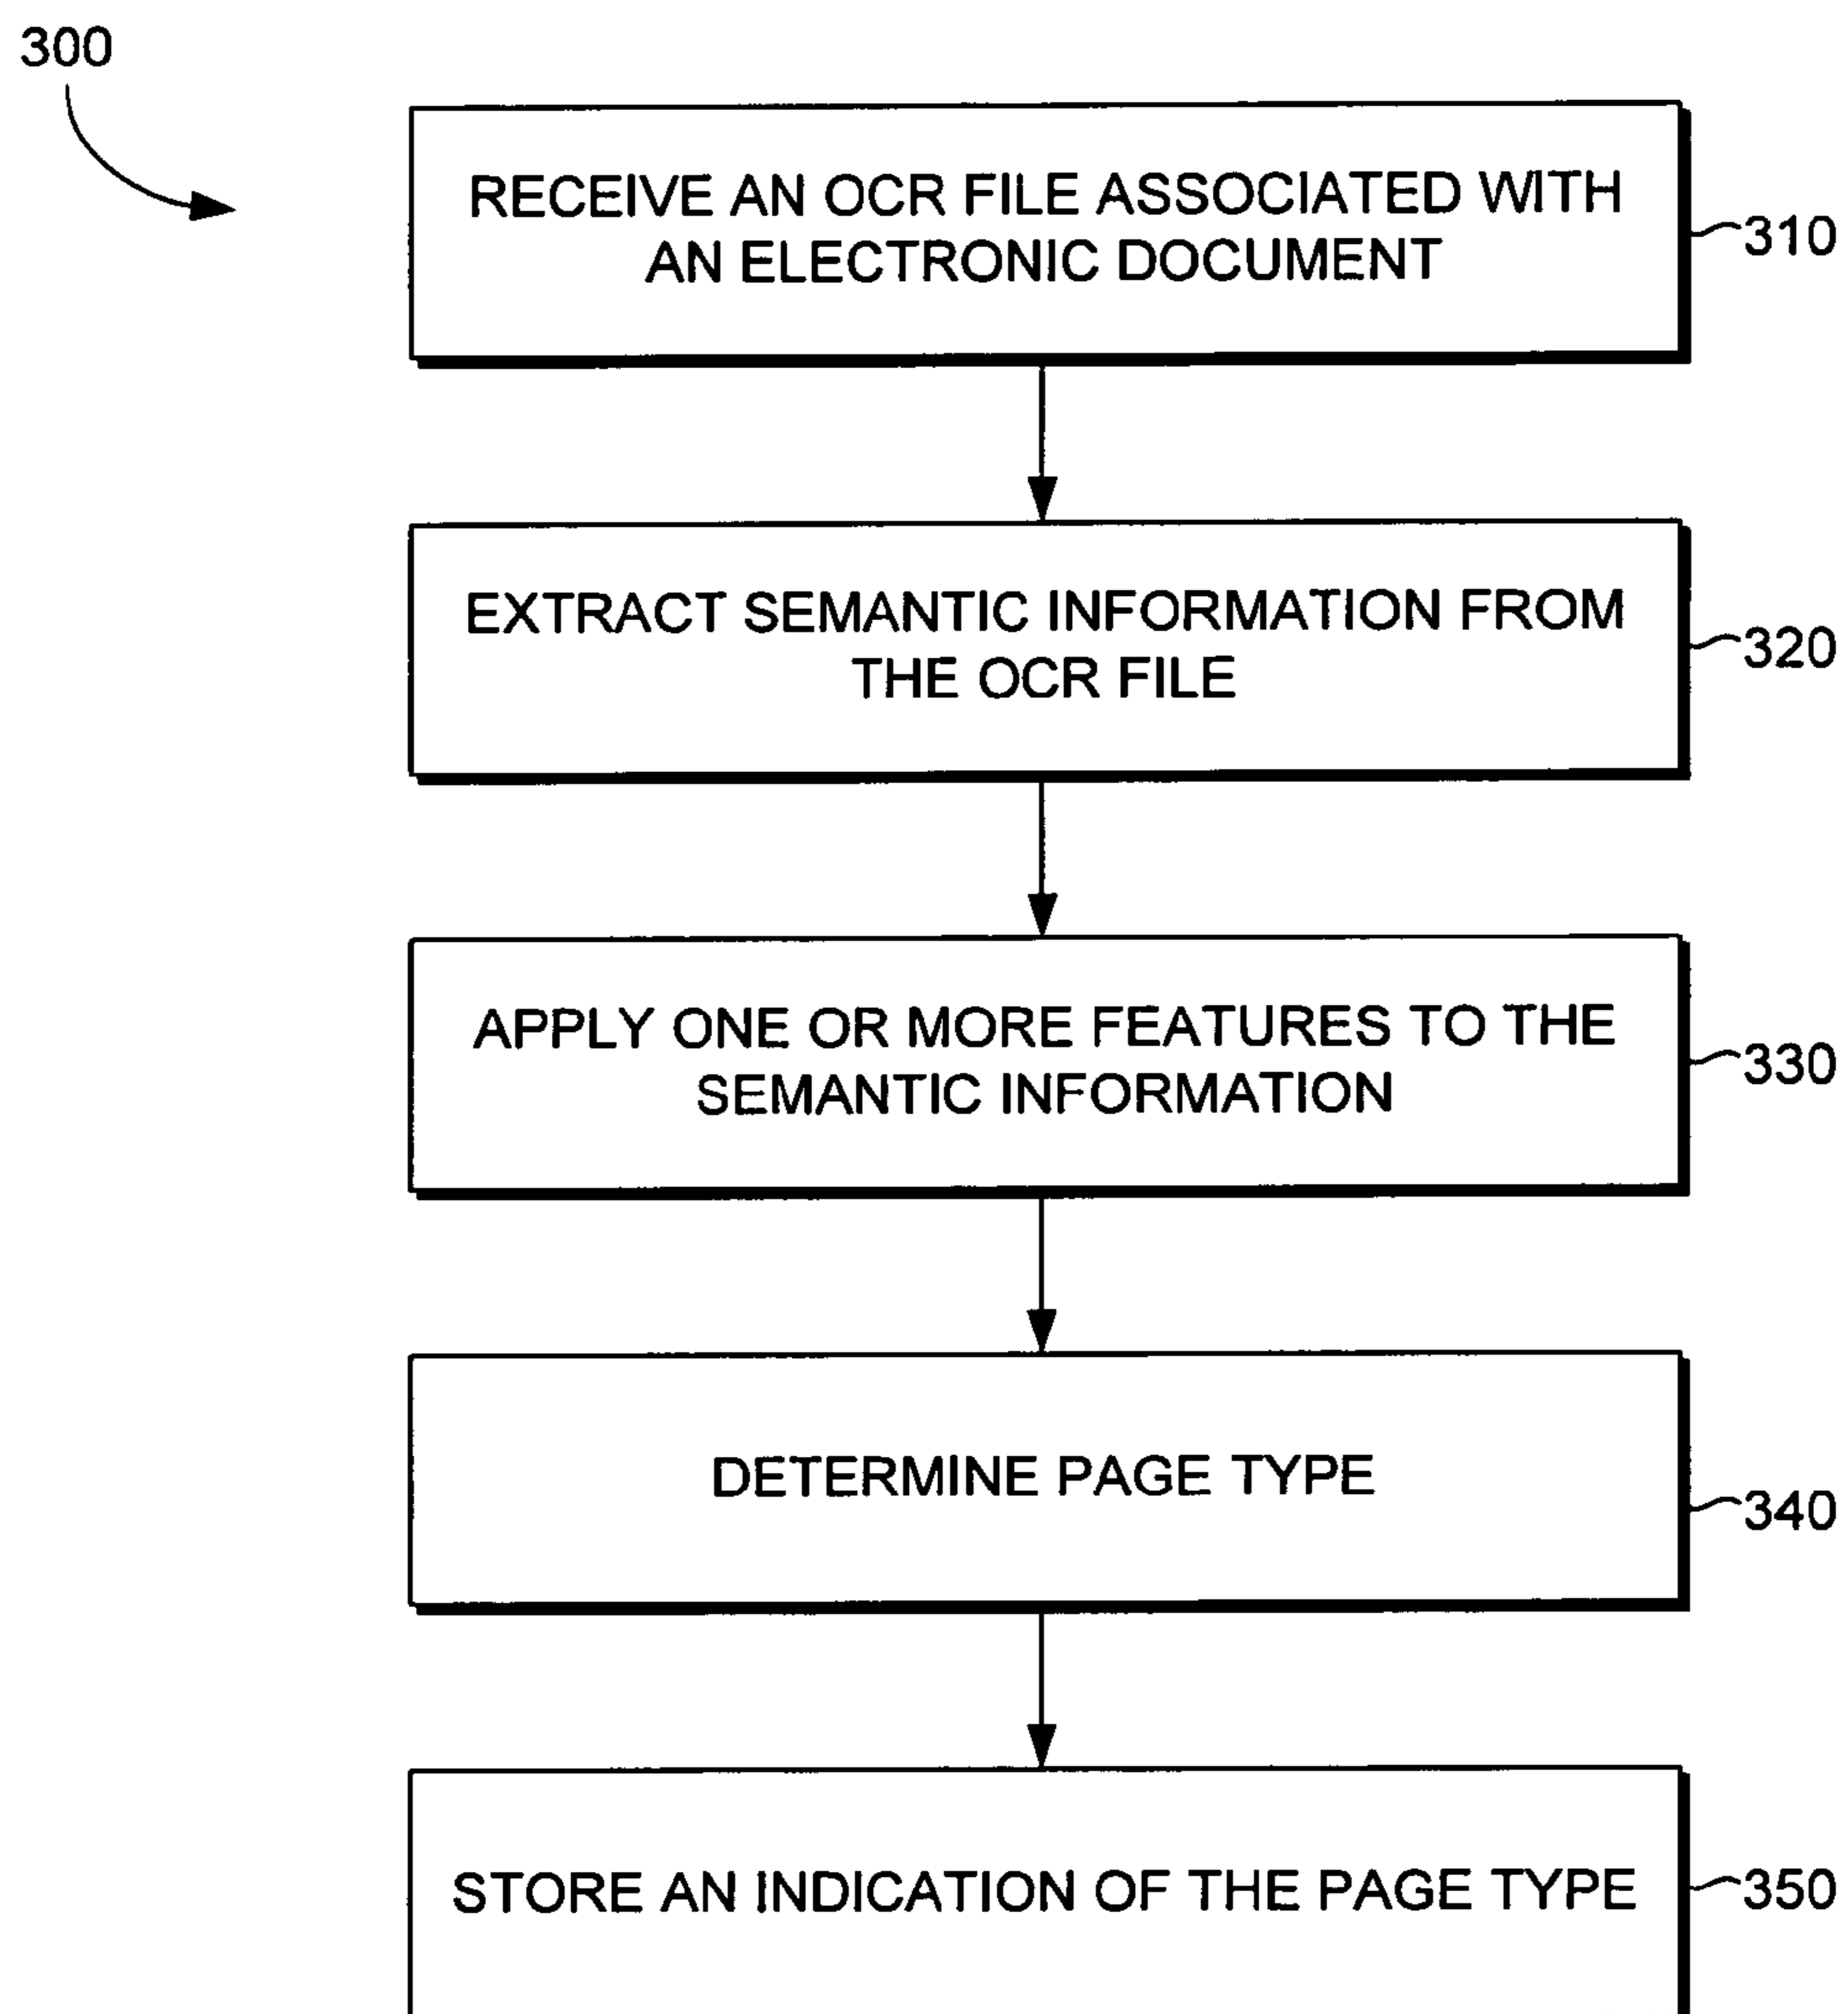 300
RECEIVE AN OCR FILE ASSOCIATED WITH
AN ELECTRONIC DOCUMENT
310
EXTRACT SEMANTIC INFORMATION FROM
THE OCR FILE
320
APPLY ONE OR MORE FEATURES TO THE
SEMANTIC INFORMATION
330
DETERMINE PAGE TYPE
340
STORE AN INDICATION OF THE PAGE TYPE
350